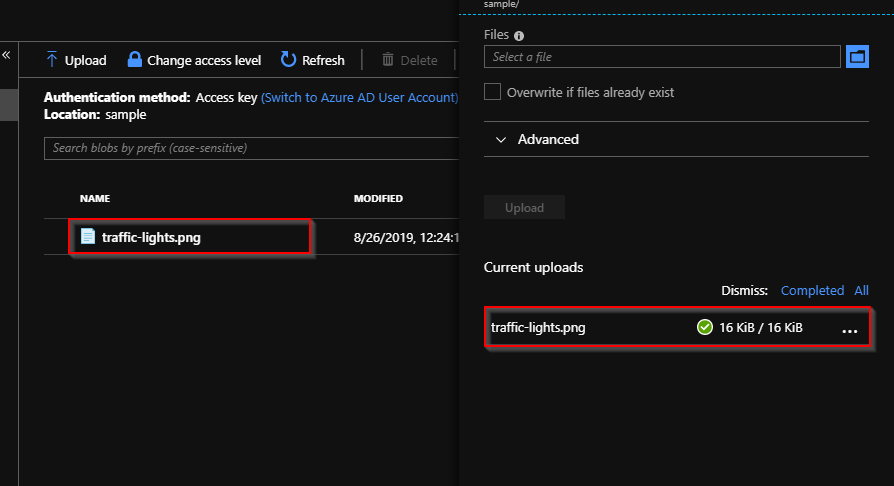 sample/
«
Upload Change access level Refresh Delete
Authentication method: Access key (Switch to Azure AD User Account)
Location: sample
Search blobs by prefix (case-sensitive)
NAME MODIFIED
traffic-lights.png 8/26/2019, 12:24:1
Files
Select a file
Overwrite if files already exist
Advanced
Upload
Current uploads
Dismiss: Completed All
traffic-lights.png 16 KiB / 16 KiB ...